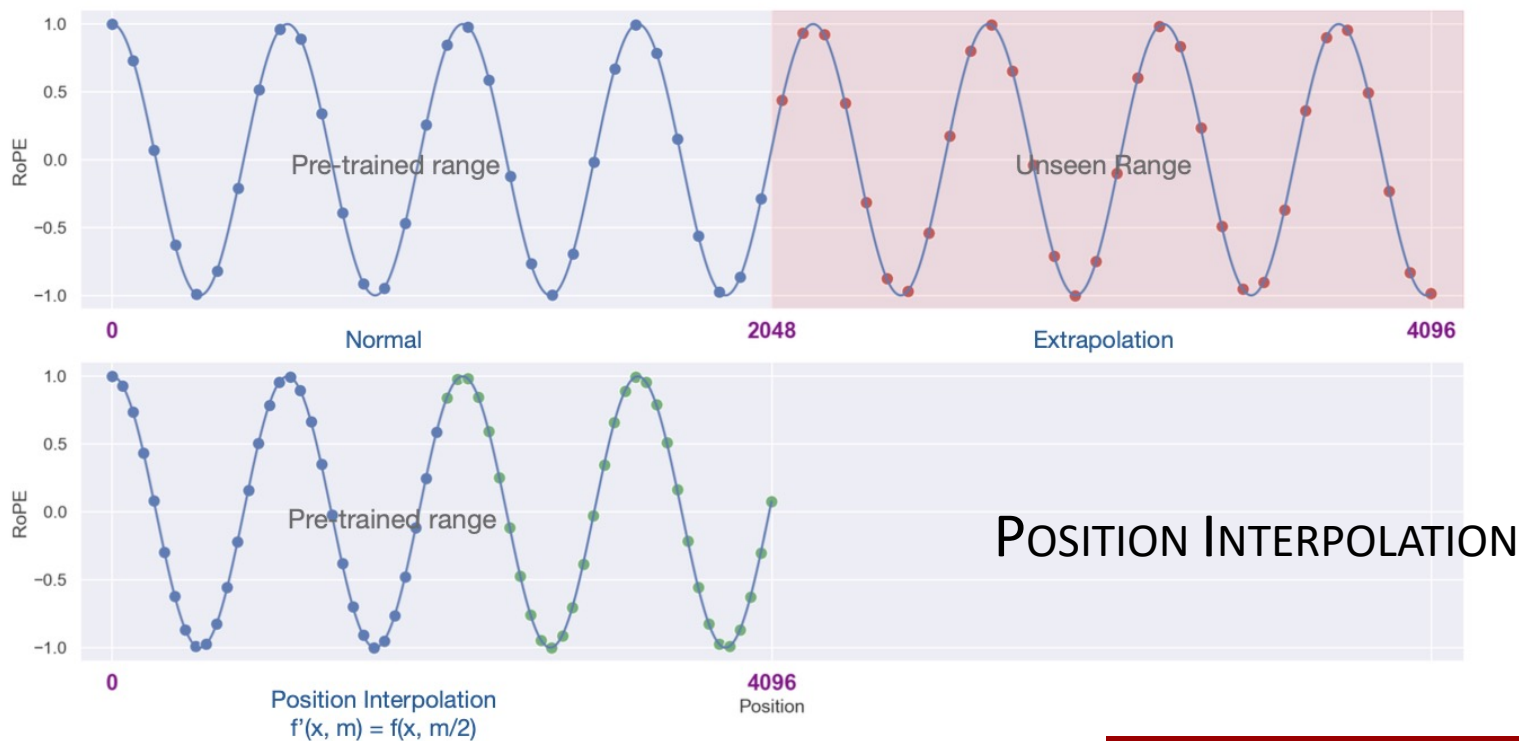 1.0
0.5
0.0
−0.5
−1.0
RoPE
Pre-trained range
Unseen Range
0
2048
4096
Normal
Extrapolation
1.0
0.5
0.0
−0.5
−1.0
RoPE
Pre-trained range
POSITION INTERPOLATION
0
4096
Position
Position Interpolation
f'(x, m) = f(x, m/2)